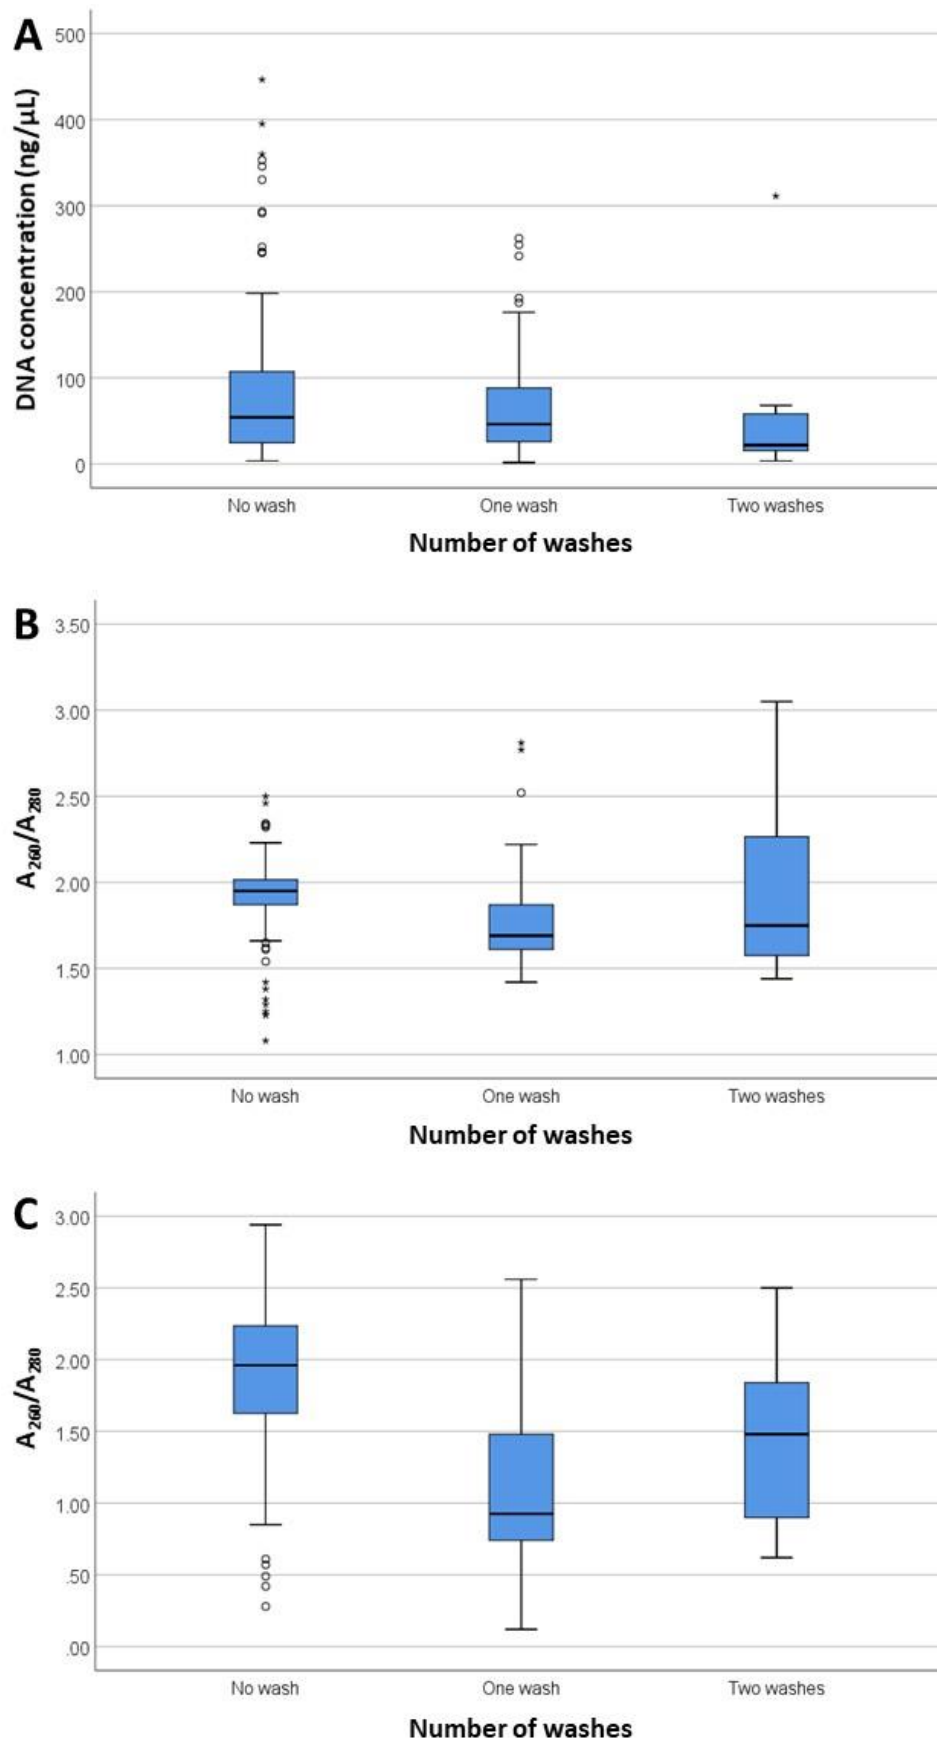 A
DNA concentration (ng/µL)
500
400
300
200
100
0
No wash One wash Two washes
Number of washes
B
A260/A280
3.50
3.00
2.50
2.00
1.50
1.00
No wash One wash Two washes
Number of washes
C
A260/A280
3.00
2.50
2.00
1.50
1.00
.50
.00
No wash One wash Two washes
Number of washes